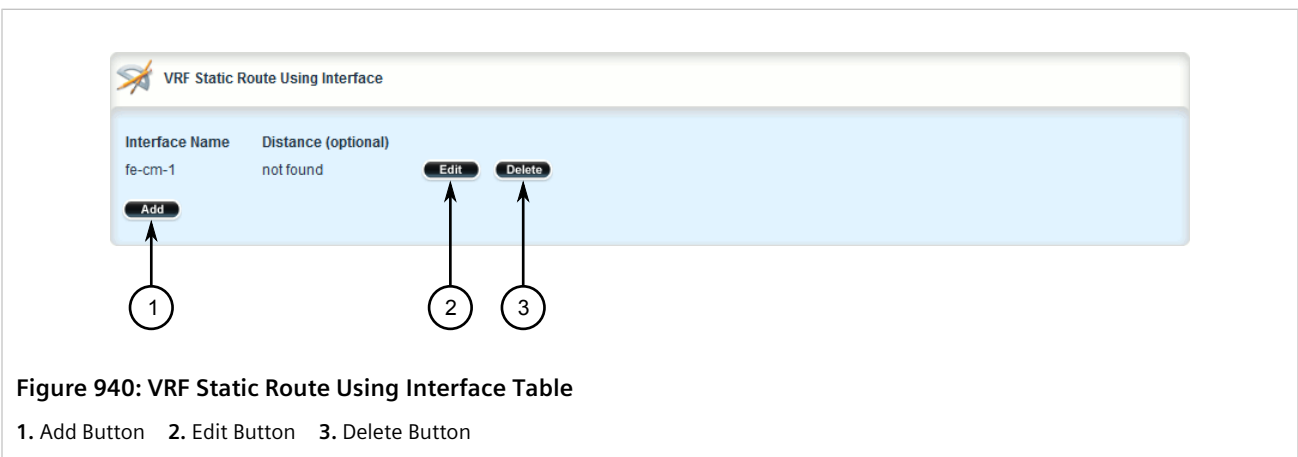 VRF Static Route Using Interface
Interface Name Distance (optional)
fe-cm-1 not found Edit Delete
Add
1 2 3
Figure 940: VRF Static Route Using Interface Table
1. Add Button 2. Edit Button 3. Delete Button